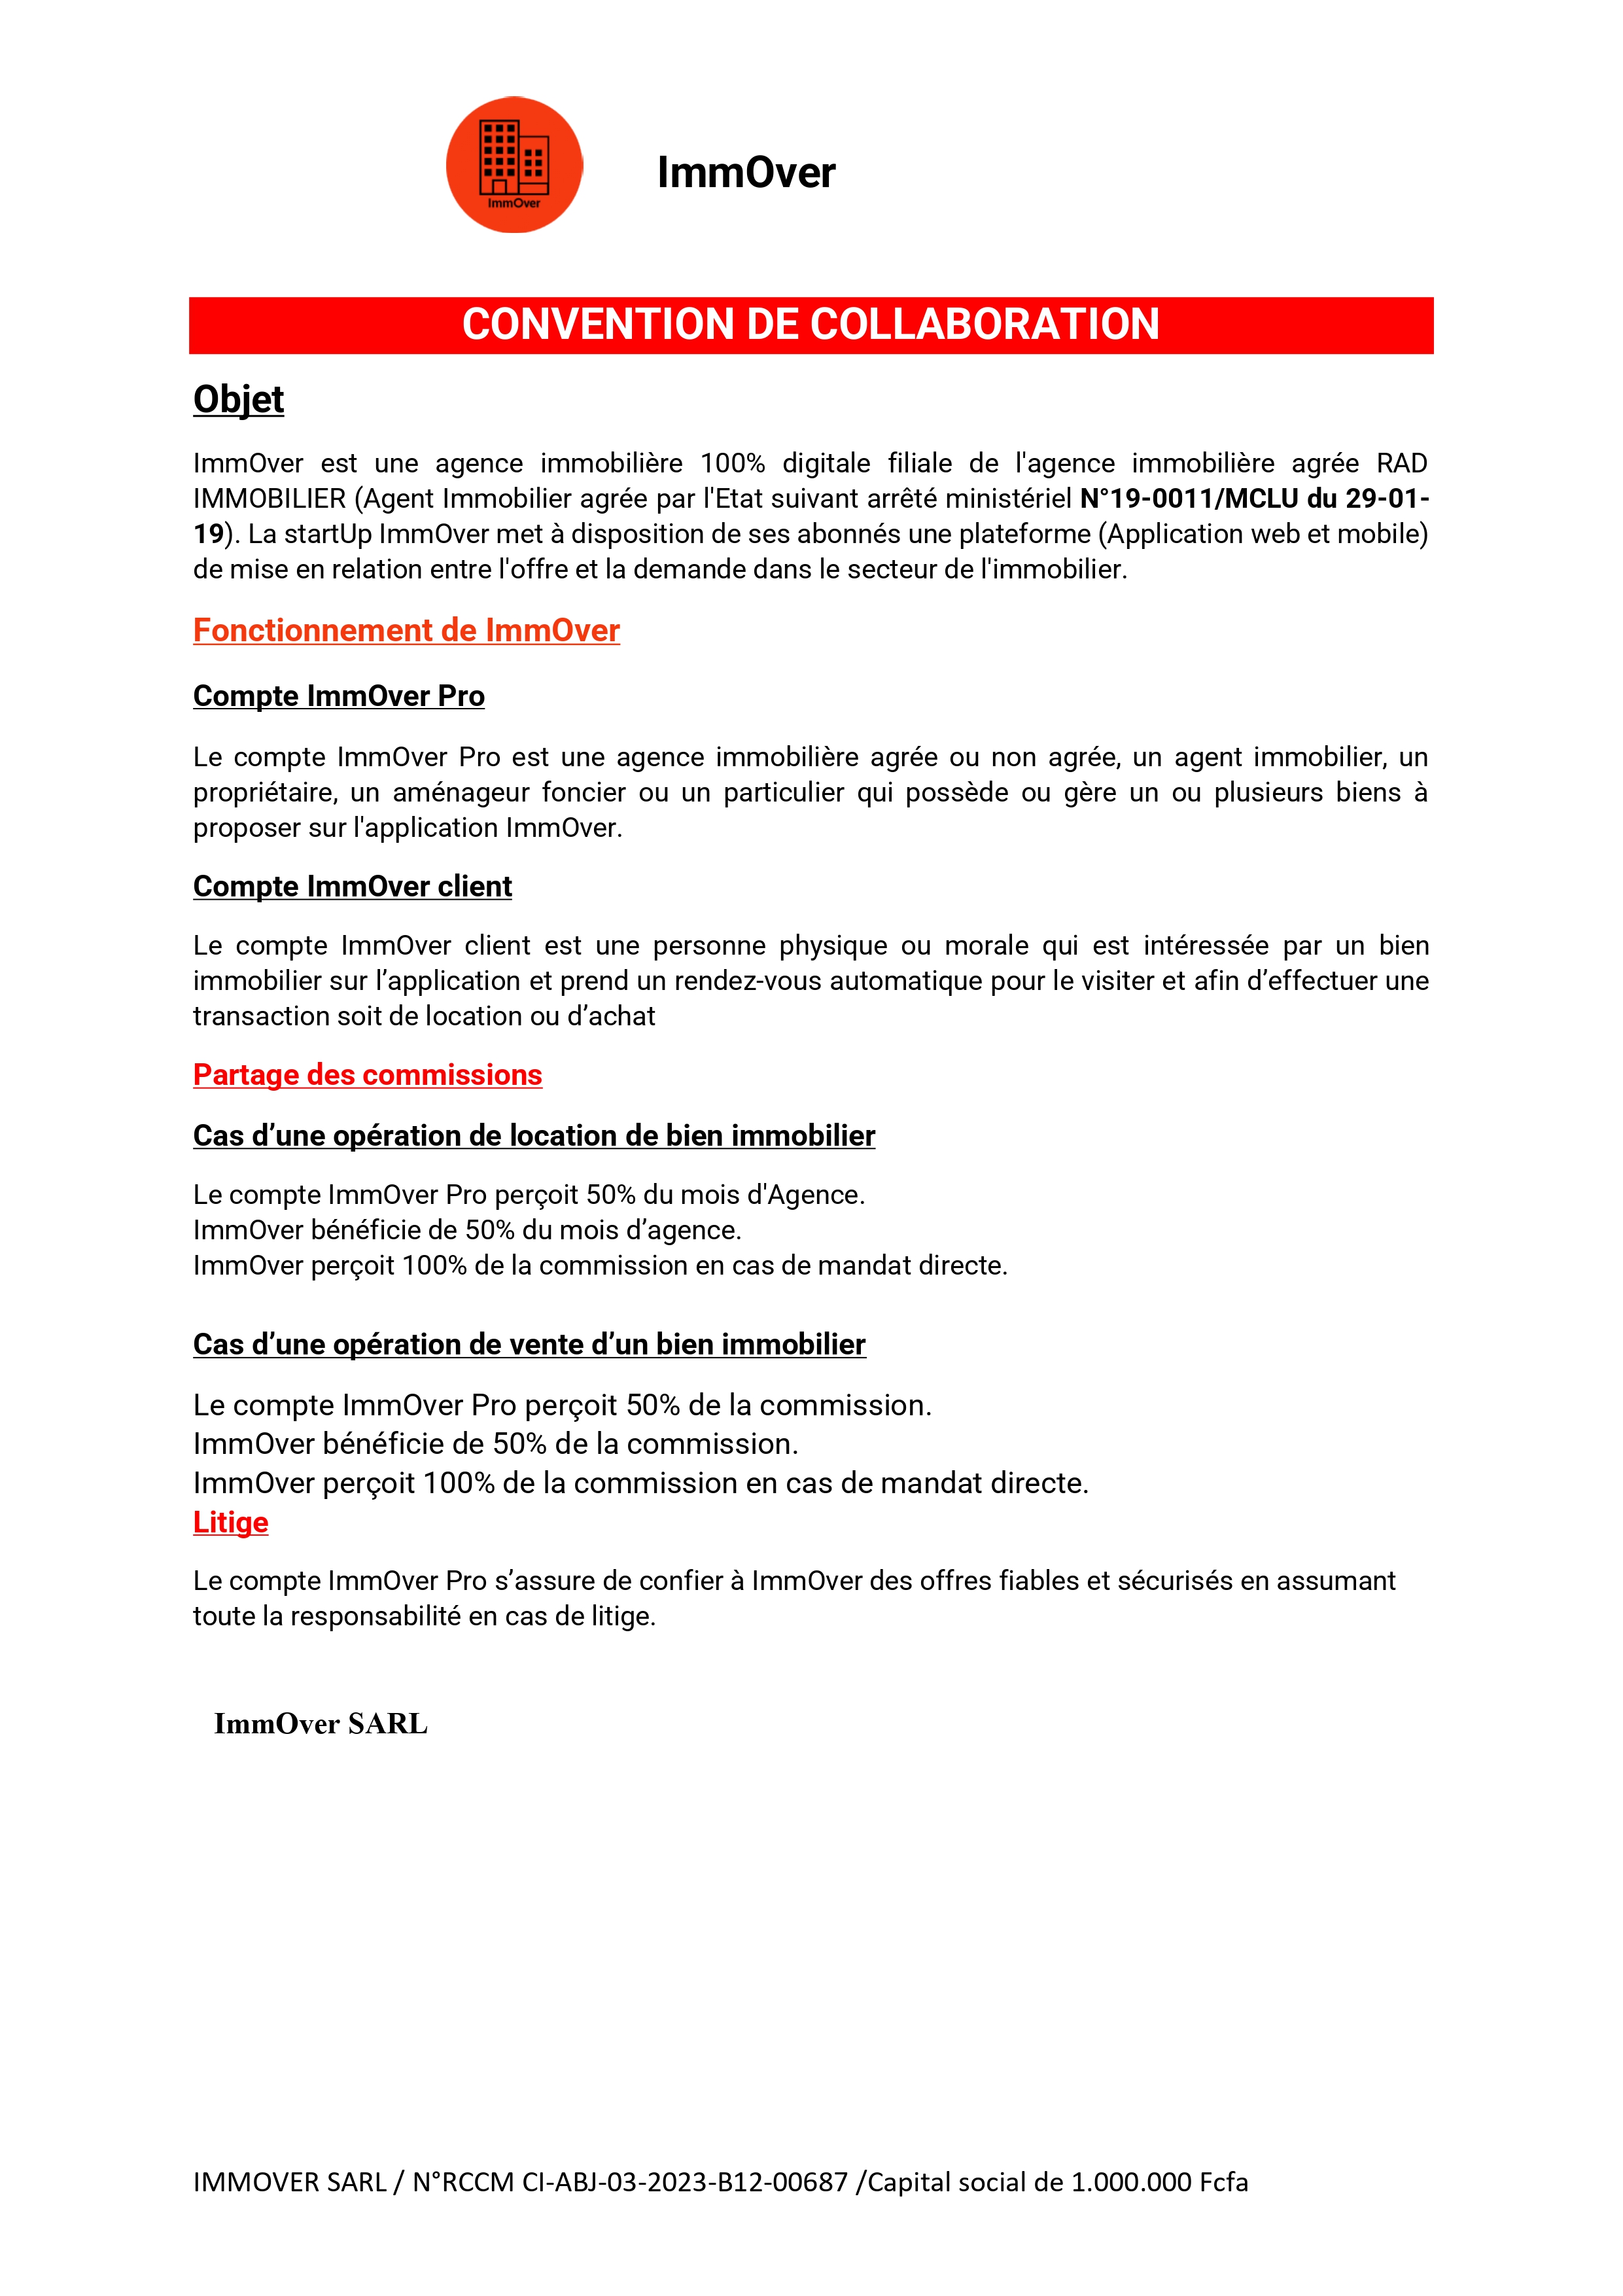 ImmOver
ImmOver
CONVENTION DE COLLABORATION
Objet
ImmOver est une agence immobilière 100% digitale filiale de l'agence immobilière agrée RAD
IMMOBILIER (Agent Immobilier agrée par l'Etat suivant arrêté ministériel N°19-0011/MCLU du 29-01-
19). La startUp ImmOver met à disposition de ses abonnés une plateforme (Application web et mobile)
de mise en relation entre l'offre et la demande dans le secteur de l'immobilier.
Fonctionnement de ImmOver
Compte ImmOver Pro
Le compte ImmOver Pro est une agence immobilière agrée ou non agrée, un agent immobilier, un
propriétaire, un aménageur foncier ou un particulier qui possède ou gère un ou plusieurs biens à
proposer sur l'application ImmOver.
Compte ImmOver client
Le compte ImmOver client est une personne physique ou morale qui est intéressée par un bien
immobilier sur l’application et prend un rendez-vous automatique pour le visiter et afin d’effectuer une
transaction soit de location ou d’achat
Partage des commissions
Cas d’une opération de location de bien immobilier
Le compte ImmOver Pro perçoit 50% du mois d'Agence.
ImmOver bénéficie de 50% du mois d’agence.
ImmOver perçoit 100% de la commission en cas de mandat directe.
Cas d’une opération de vente d’un bien immobilier
Le compte ImmOver Pro perçoit 50% de la commission.
ImmOver bénéficie de 50% de la commission.
ImmOver perçoit 100% de la commission en cas de mandat directe.
Litige
Le compte ImmOver Pro s’assure de confier à ImmOver des offres fiables et sécurisés en assumant
toute la responsabilité en cas de litige.
ImmOver SARL
IMMOVER SARL / N°RCCM CI-ABJ-03-2023-B12-00687 /Capital social de 1.000.000 Fcfa